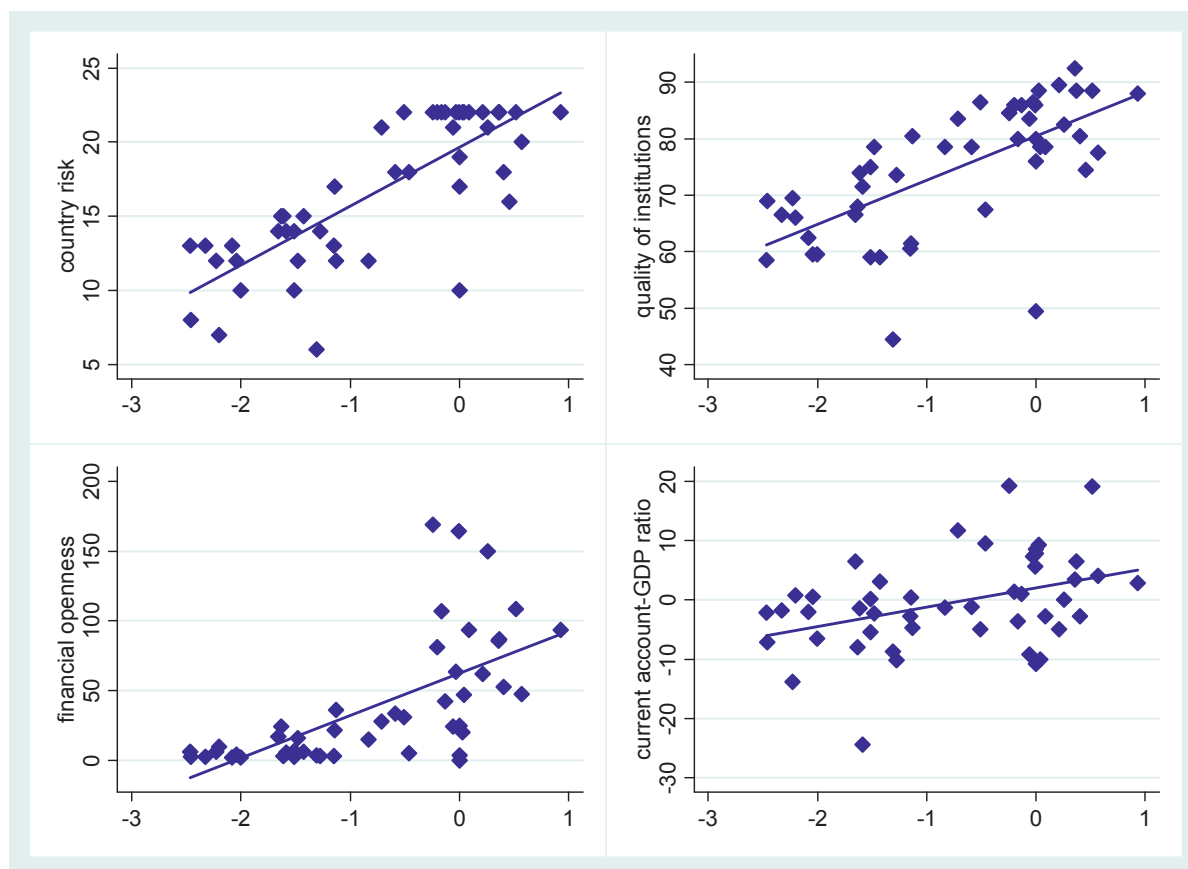 country risk
25
20
15
10
5
-3 -2 -1 0 1
quality of institutions
90
80
70
60
50
40
-3 -2 -1 0 1
financial openness
200
150
100
50
0
-3 -2 -1 0 1
current account-GDP ratio
20
10
0
-10
-20
-30
-3 -2 -1 0 1